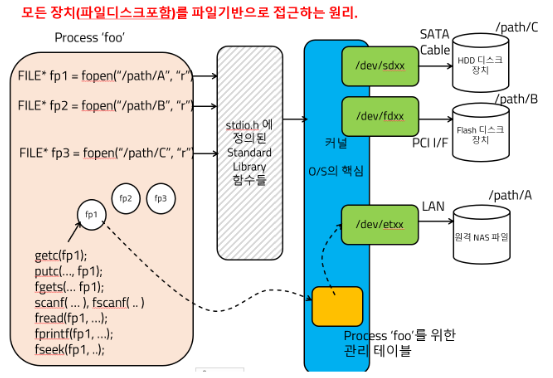 모든 장치(파일디스크포함)를 파일기반으로 접근하는 원리.
Process ‘foo’
FILE* fp1 = fopen(“/path/A”, “r”)
FILE* fp2 = fopen(“/path/B”, “r”)
FILE* fp3 = fopen(“/path/C”, “r”)
fp1
fp2
fp3
getc(fp1);
putc(…, fp1);
fgets(… fp1);
scanf( … ), fscanf( .. )
fread(fp1, …);
fprintf(fp1, …);
fseek(fp1, ..);
stdio.h 에
정의된
Standard
Library
함수들
커널
O/S의 핵심
/dev/sdxx
/dev/fdxx
/dev/etxx
SATA
Cable
PCI I/F
LAN
/path/C
HDD 디스크
장치
/path/B
Flash 디스크
장치
/path/A
원격 NAS 파일
Process ‘foo’를 위한
관리 테이블